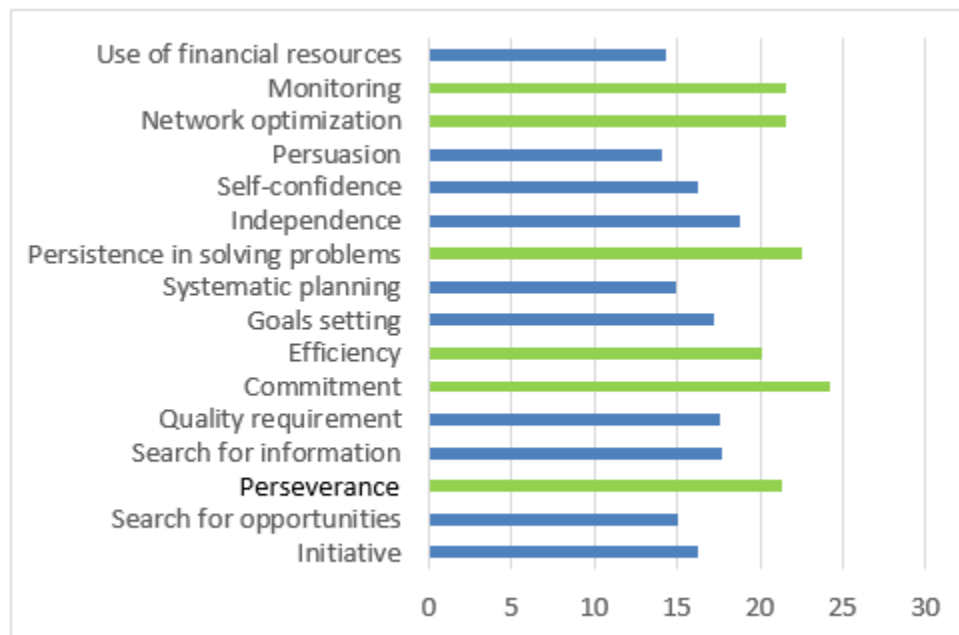 Use of financial resources
Monitoring
Network optimization
Persuasion
Self-confidence
Independence
Persistence in solving problems
Systematic planning
Goals setting
Efficiency
Commitment
Quality requirement
Search for information
Perseverance
Search for opportunities
Initiative
0 5 10 15 20 25 30